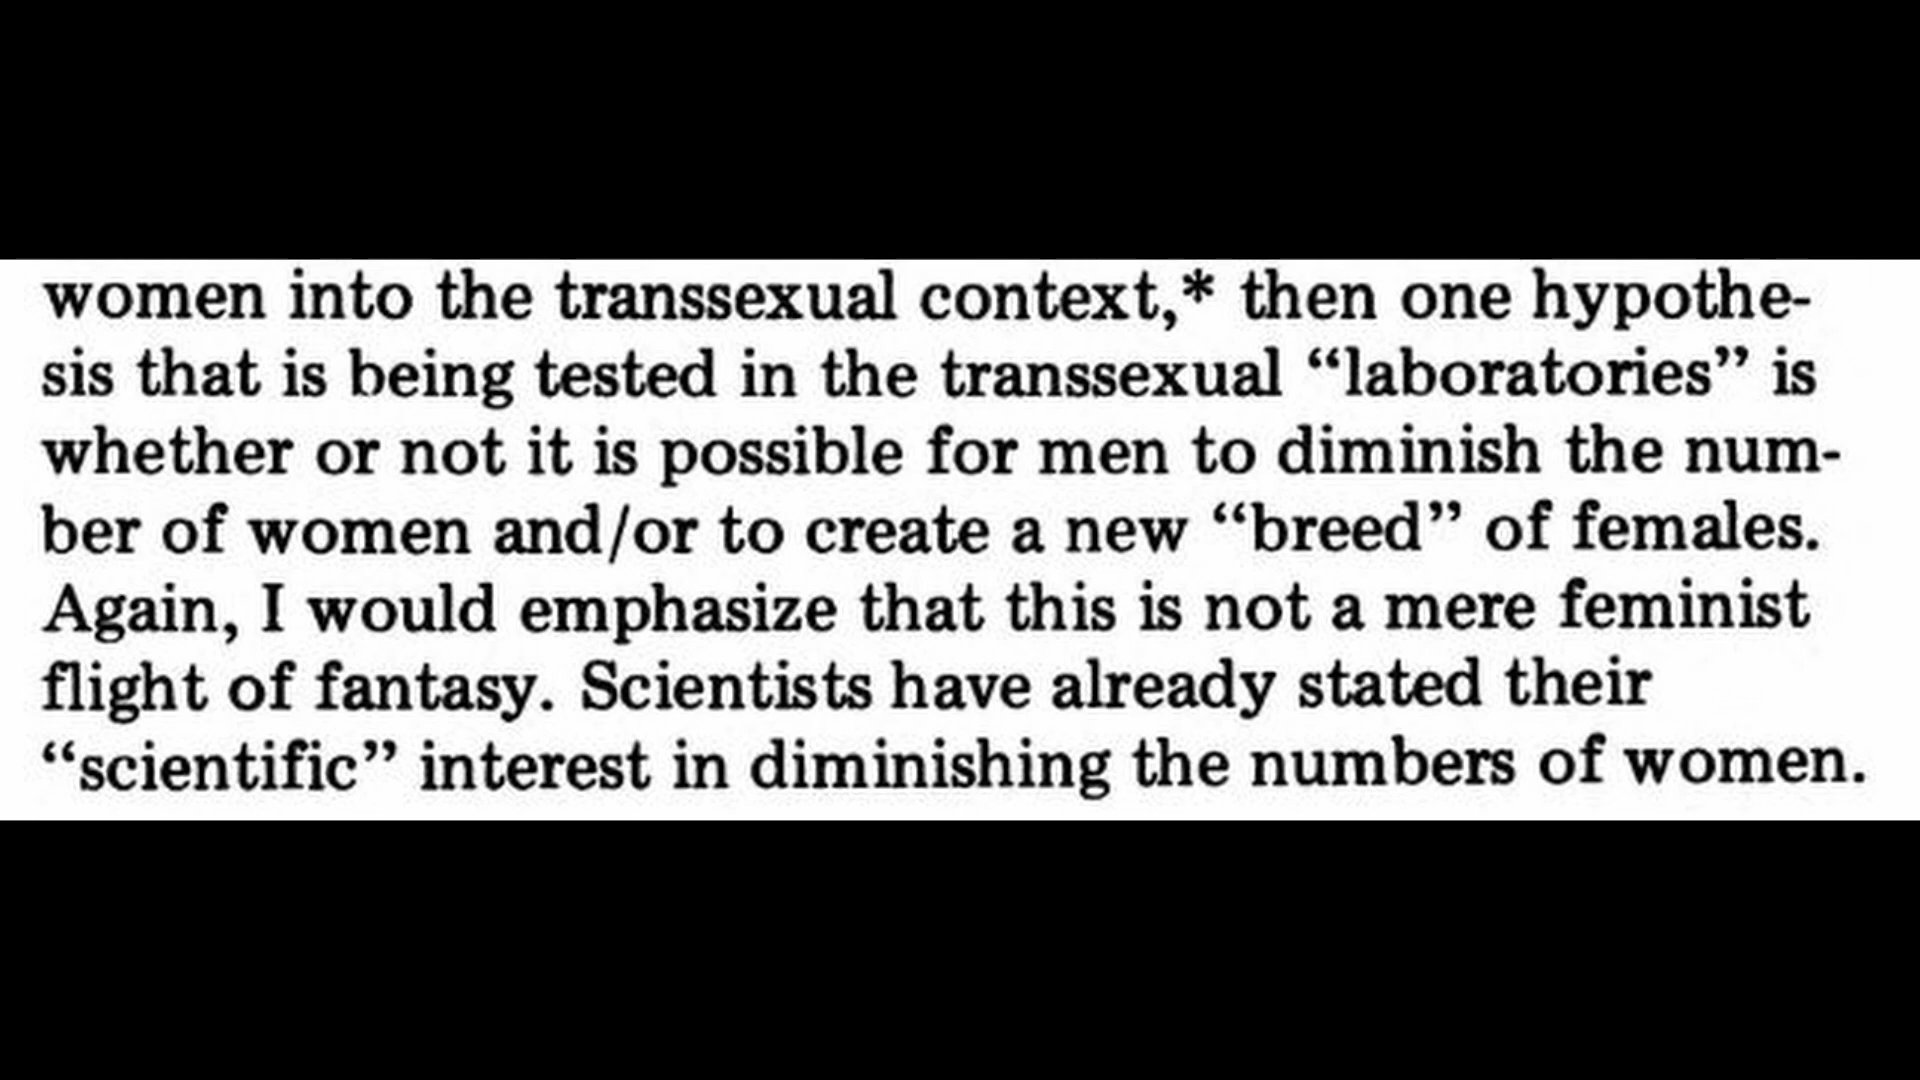 women into the transsexual context,* then one hypothe-
sis that is being tested in the transsexual “laboratories” is
whether or not it is possible for men to diminish the num-
ber of women and/or to create a new “breed” of females.
Again, I would emphasize that this is not a mere feminist
flight of fantasy. Scientists have already stated their
“scientific” interest in diminishing the numbers of women.